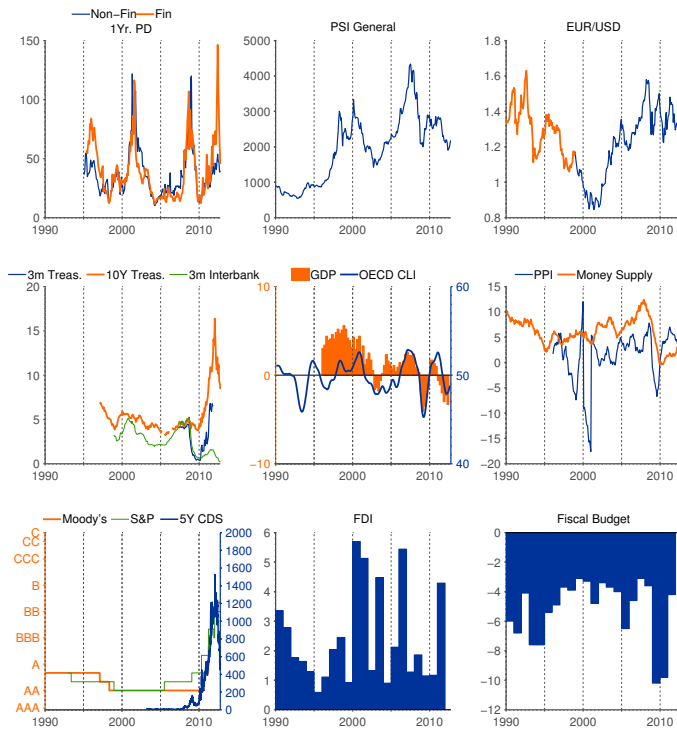 Non-Fin Fin
1Yr. PD
150
100
50
0
1990 2000 2010
PSI General
5000
4000
3000
2000
1000
0
1990 2000 2010
EUR/USD
1.8
1.6
1.4
1.2
1
0.8
1990 2000 2010
3m Treas. 10Y Treas. 3m Interbank
20
15
10
5
0
1990 2000 2010
GDP OECD CLI
10
0
−10
60
50
40
1990 2000 2010
PPI Money Supply
15
10
5
0
−5
−10
−15
−20
1990 2000 2010
Moody's S&P 5Y CDS
C
CC
CCC
B
BB
BBB
A
AA
AAA
2000
1800
1600
1400
1200
1000
800
600
400
200
0
1990 2000 2010
FDI
6
5
4
3
2
1
0
1990 2000 2010
Fiscal Budget
0
−2
−4
−6
−8
−10
−12
1990 2000 2010